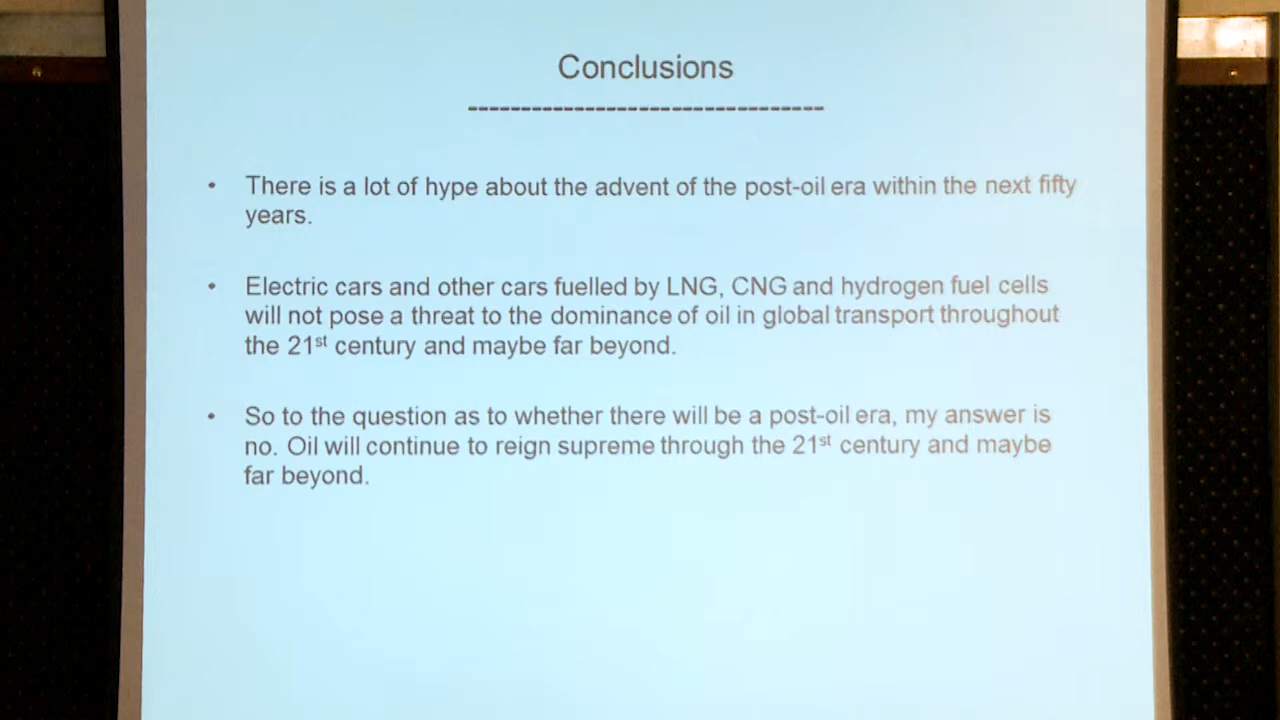 Conclusions
--------------------------------
• There is a lot of hype about the advent of the post-oil era within the next fifty
years.
• Electric cars and other cars fuelled by LNG, CNG and hydrogen fuel cells
will not pose a threat to the dominance of oil in global transport throughout
the 21st century and maybe far beyond.
• So to the question as to whether there will be a post-oil era, my answer is
no. Oil will continue to reign supreme through the 21st century and maybe
far beyond.